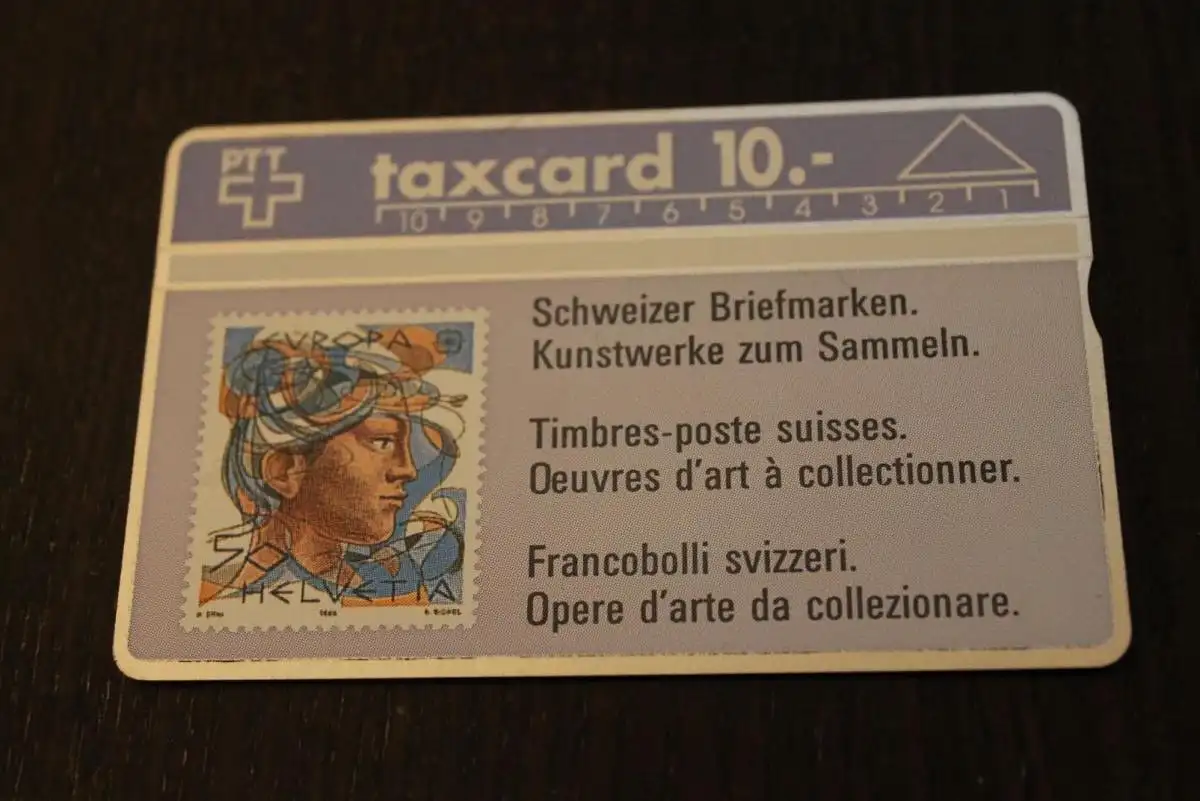 PTT
taxcard 10.-
10 9 8 7 6 5 4 3 2 1
Schweizer Briefmarken.
Kunstwerke zum Sammeln.
Timbres-poste suisses.
Oeuvres d'art à collectionner.
Francobolli svizzeri.
Opere d'arte da collezionare.
EUROPA
50
HELVETIA